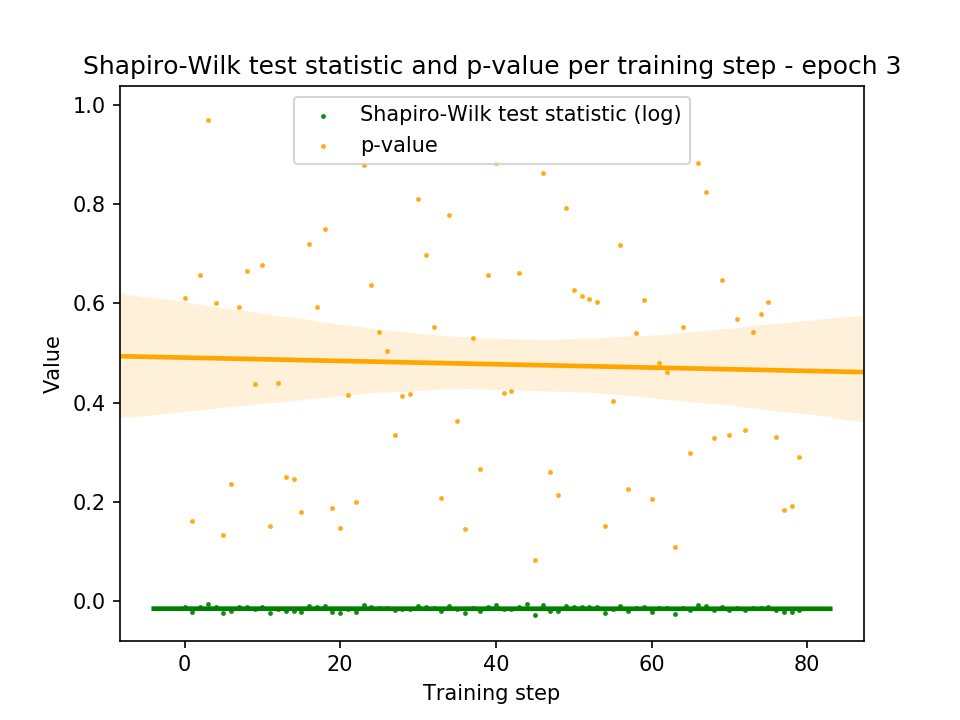 Shapiro-Wilk test statistic and p-value per training step - epoch 3
Shapiro-Wilk test statistic (log)
p-value
1.0
0.8
0.6
0.4
0.2
0.0
Value
0 20 40 60 80
Training step